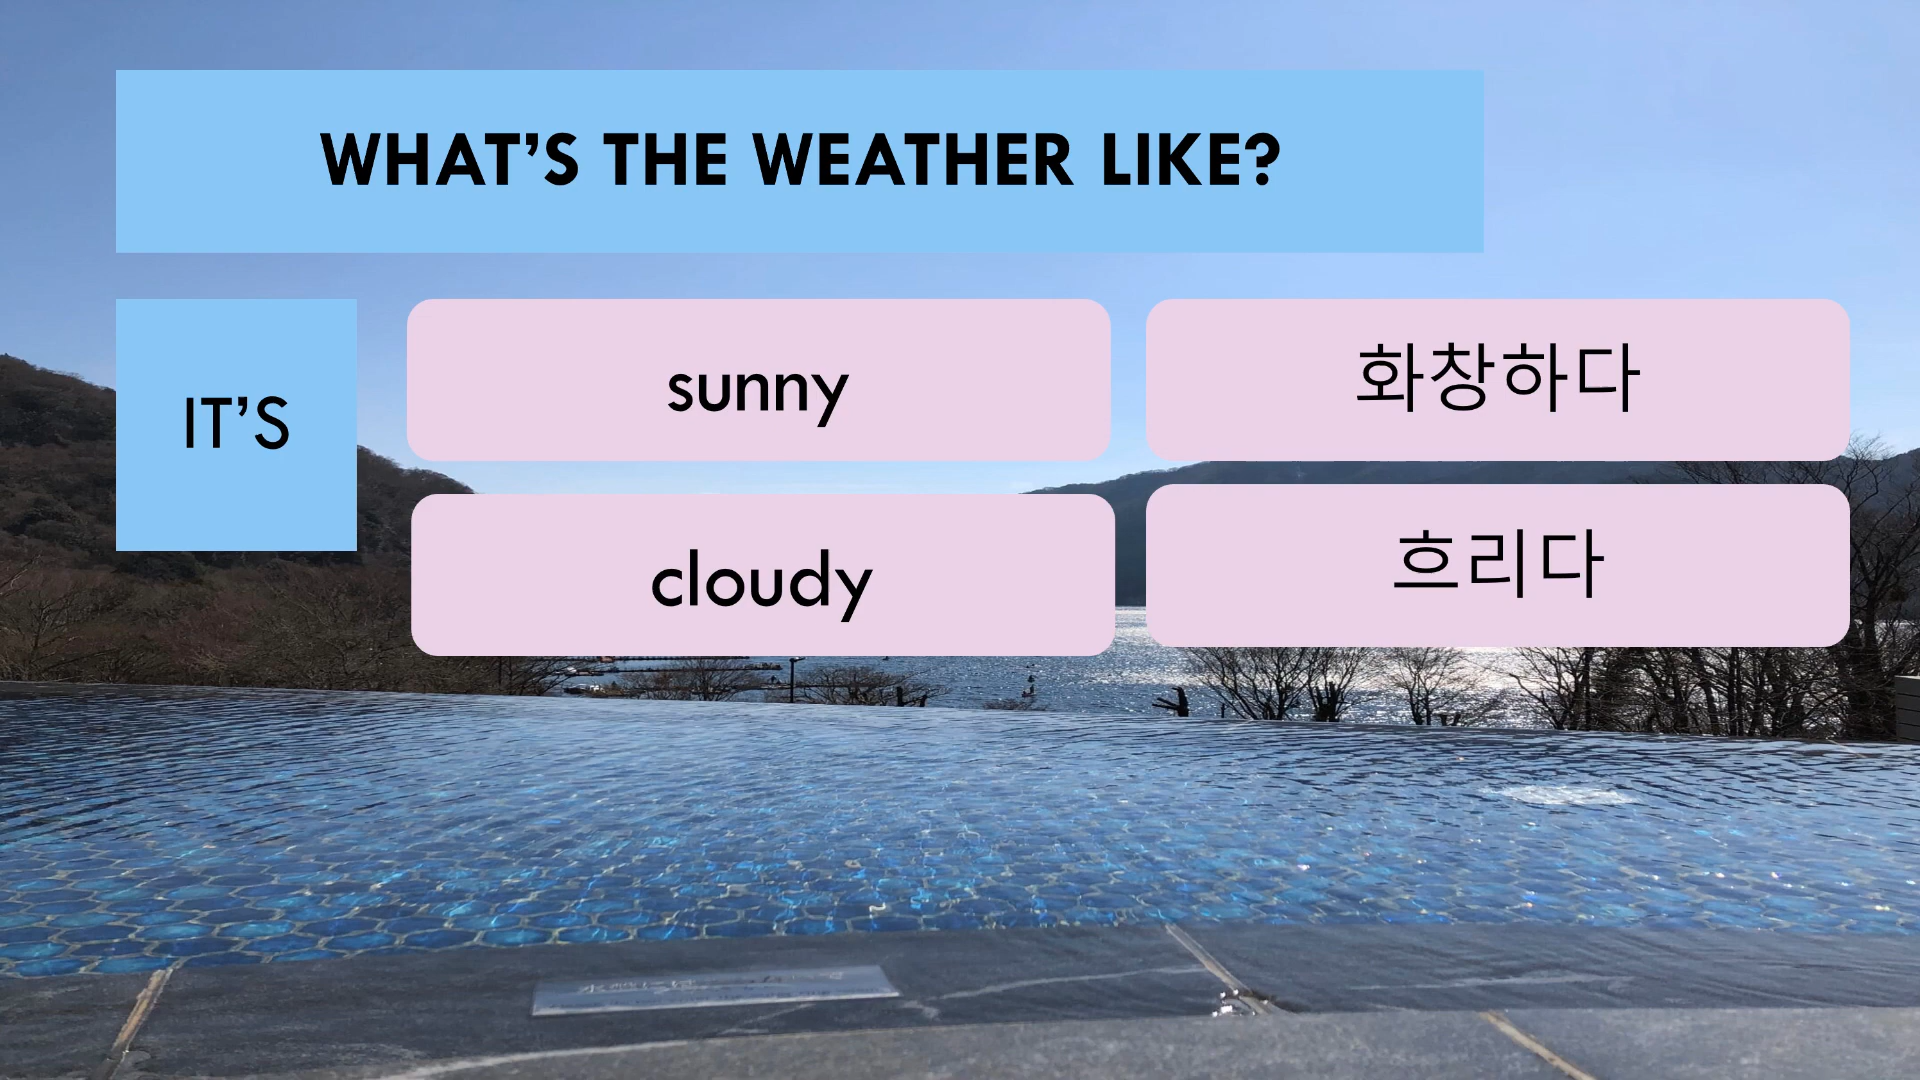 WHAT’S THE WEATHER LIKE?
IT’S
sunny
화창하다
cloudy
흐리다